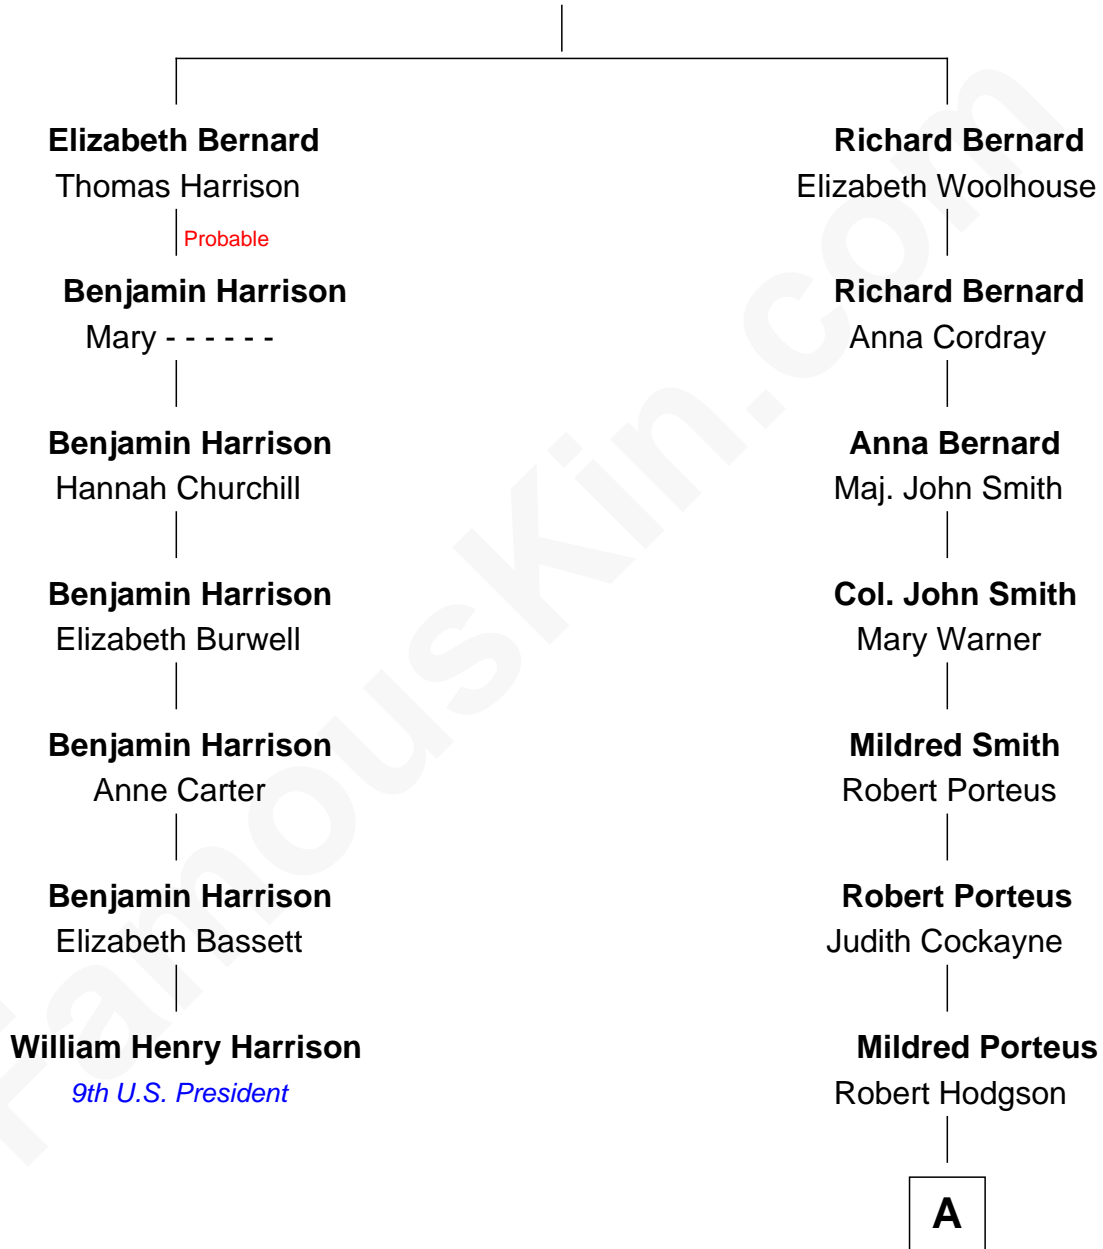 Elizabeth Bernard
Thomas Harrison
Probable
Benjamin Harrison
Mary - - - - - -
Benjamin Harrison
Hannah Churchill
Benjamin Harrison
Elizabeth Burwell
Benjamin Harrison
Anne Carter
Benjamin Harrison
Elizabeth Bassett
William Henry Harrison
9th U.S. President
Richard Bernard
Elizabeth Woolhouse
Richard Bernard
Anna Cordray
Anna Bernard
Maj. John Smith
Col. John Smith
Mary Warner
Mildred Smith
Robert Porteus
Robert Porteus
Judith Cockayne
Mildred Porteus
Robert Hodgson
A
FamousKin.com